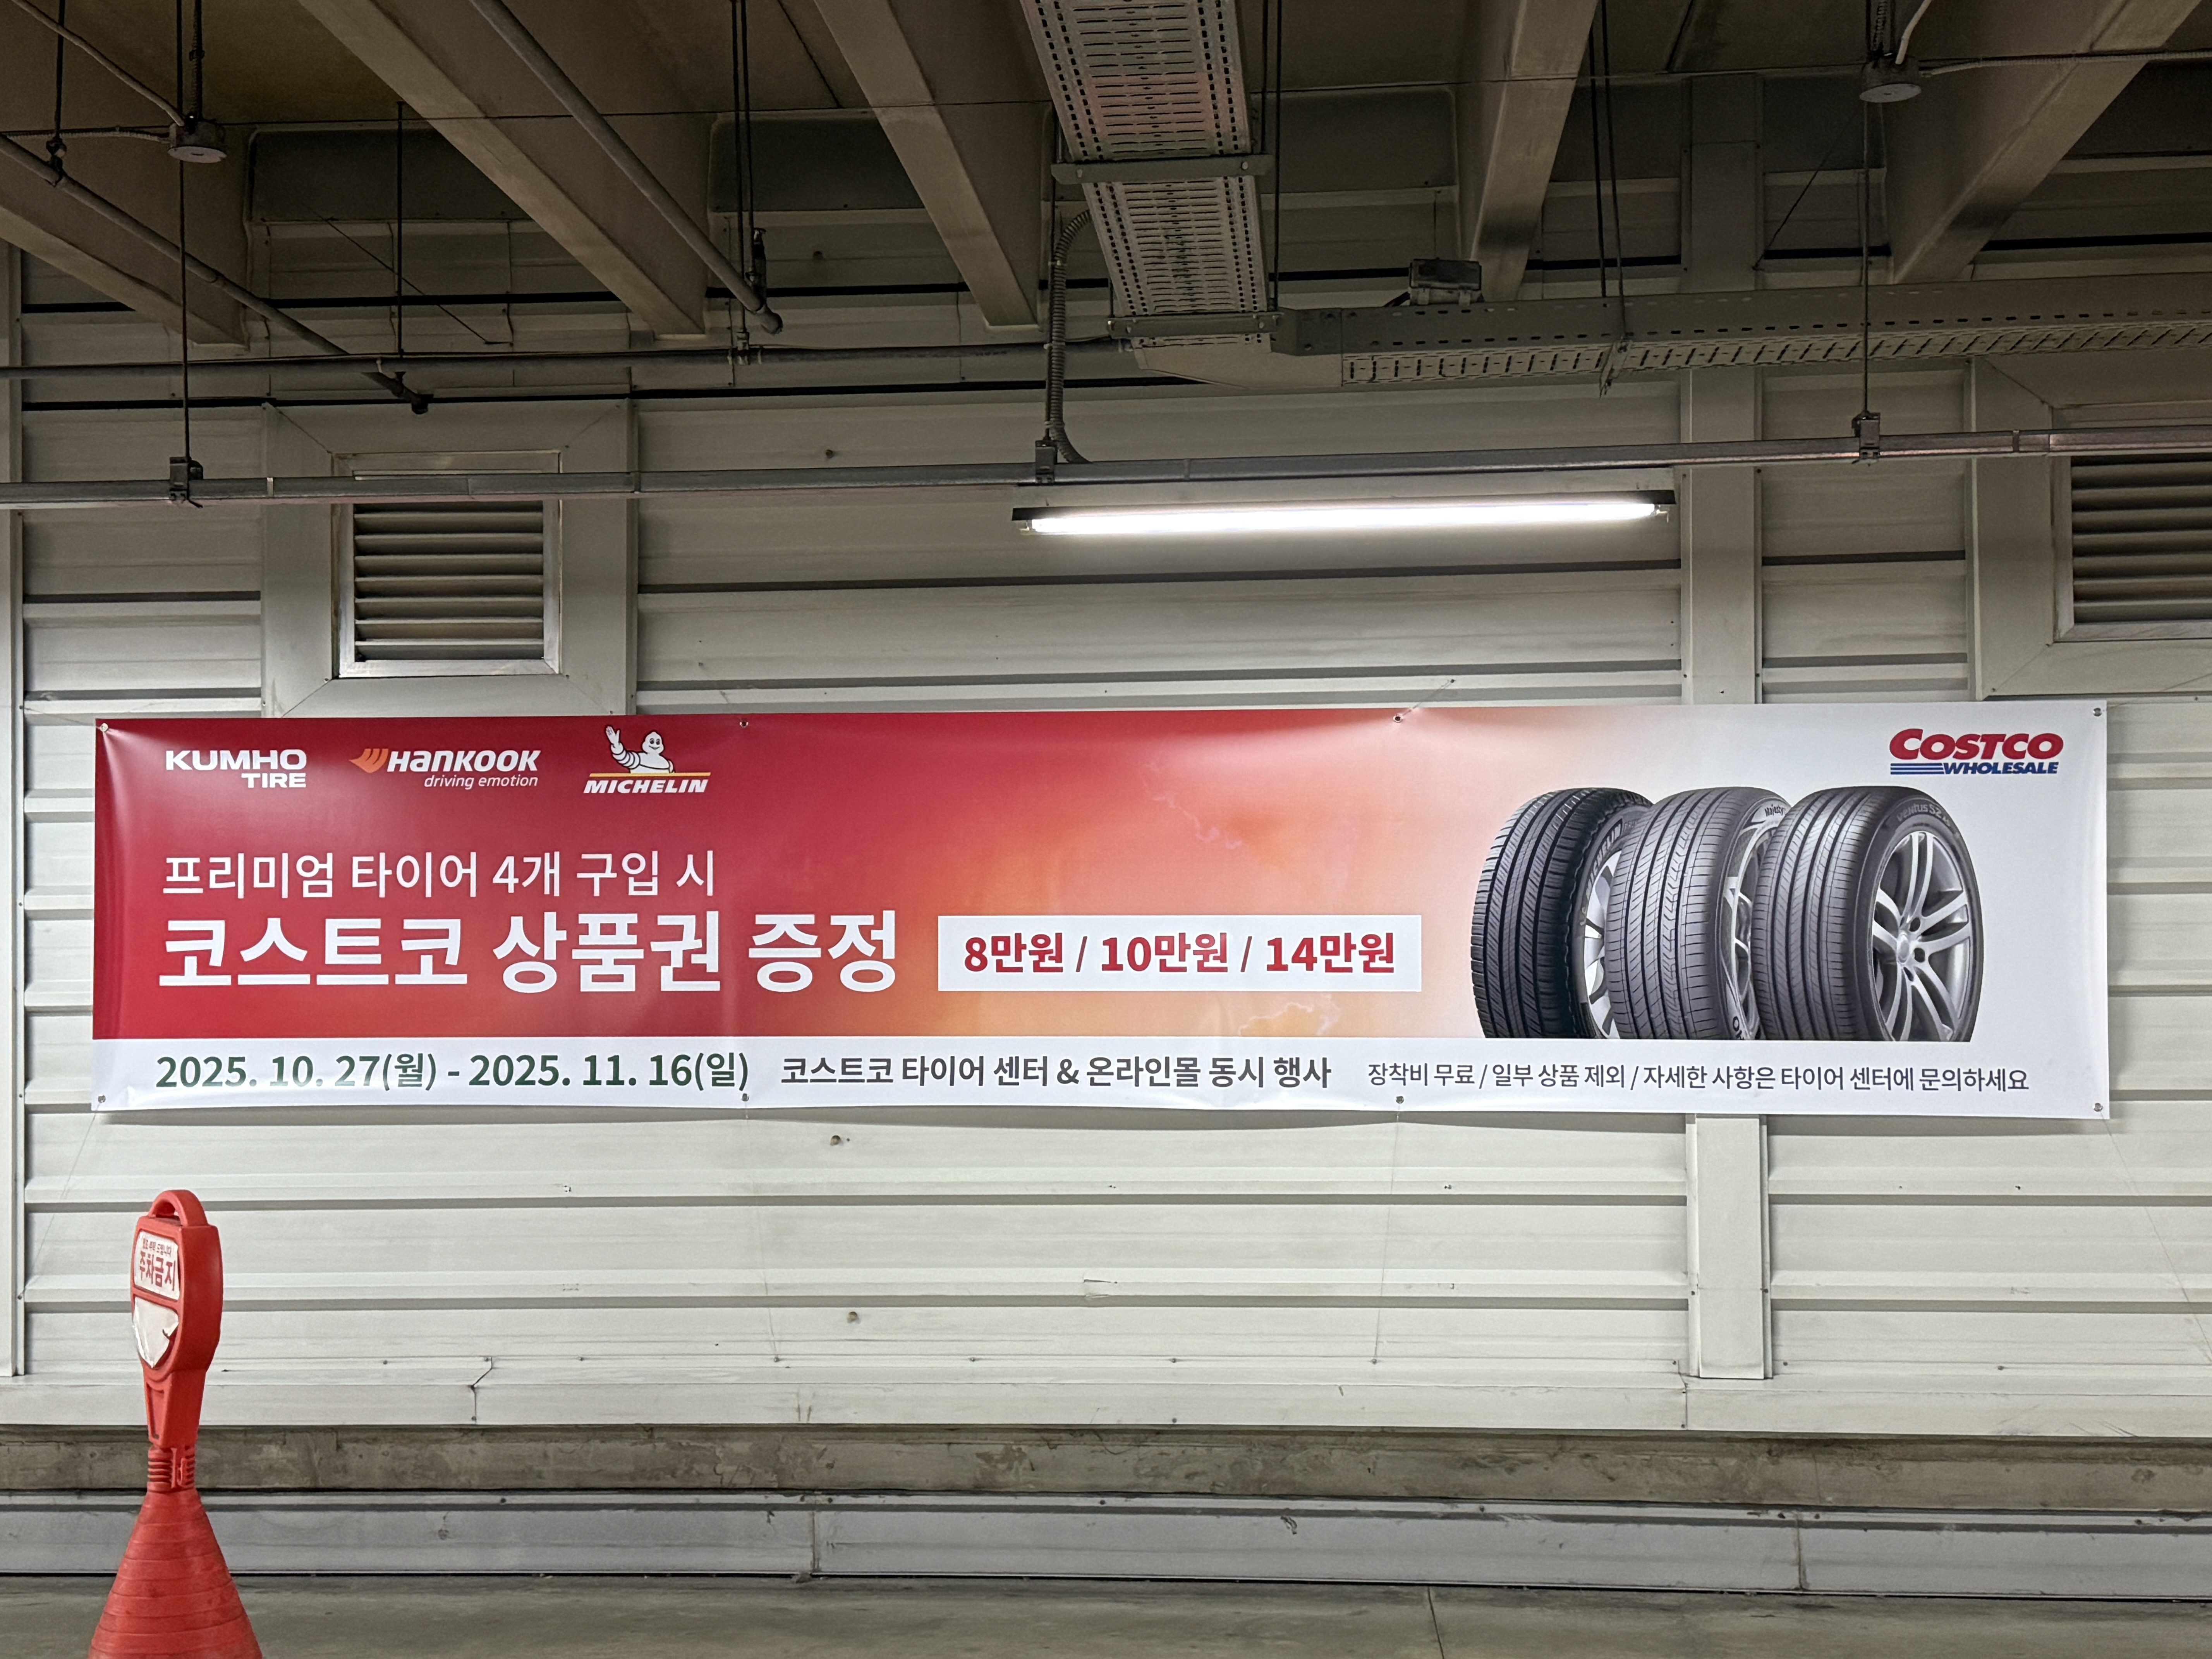 KUMHO
TIRE
HANKOOK
driving emotion
MICHELIN
COSTCO
WHOLESALE
프리미엄 타이어 4개 구입 시
코스트코 상품권 증정
8만원 / 10만원 / 14만원
2025. 10. 27(월) - 2025. 11. 16(일)
코스트코 타이어 센터 & 온라인몰 동시 행사
장착비 무료 / 일부 상품 제외 / 자세한 사항은 타이어 센터에 문의하세요
주차금지